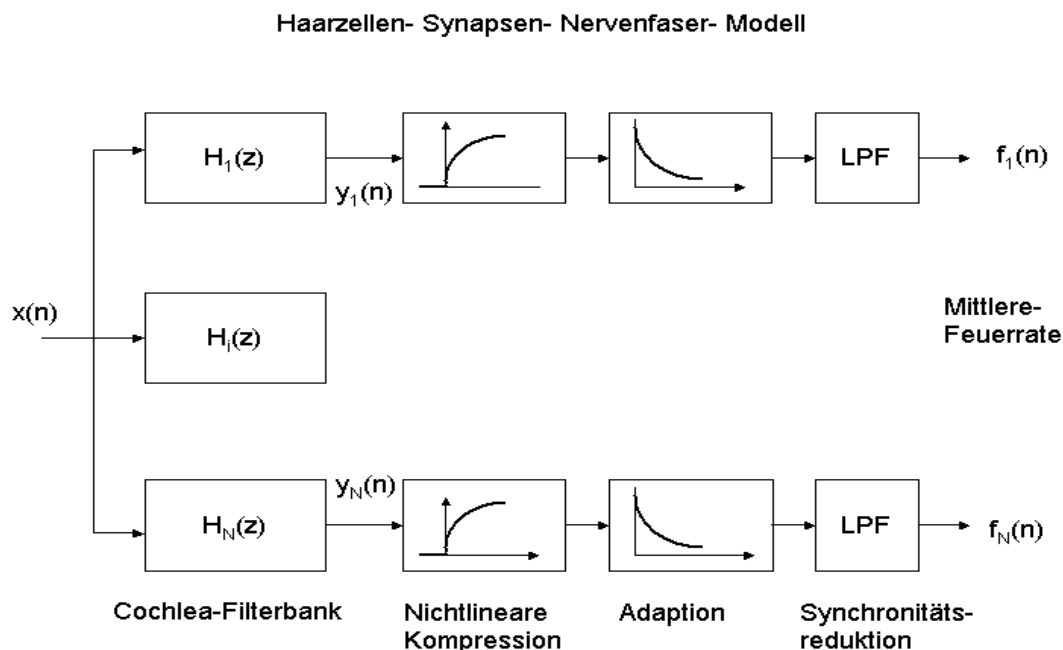 Haarzellen- Synapsen- Nervenfaser- Modell
H1(z)
y1(n)
LPF
f1(n)
x(n)
Hi(z)
Mittlere-
Feuerrate
HN(z)
yN(n)
LPF
fN(n)
Cochlea-Filterbank
Nichtlineare
Kompression
Adaption
Synchronitäts-
reduktion